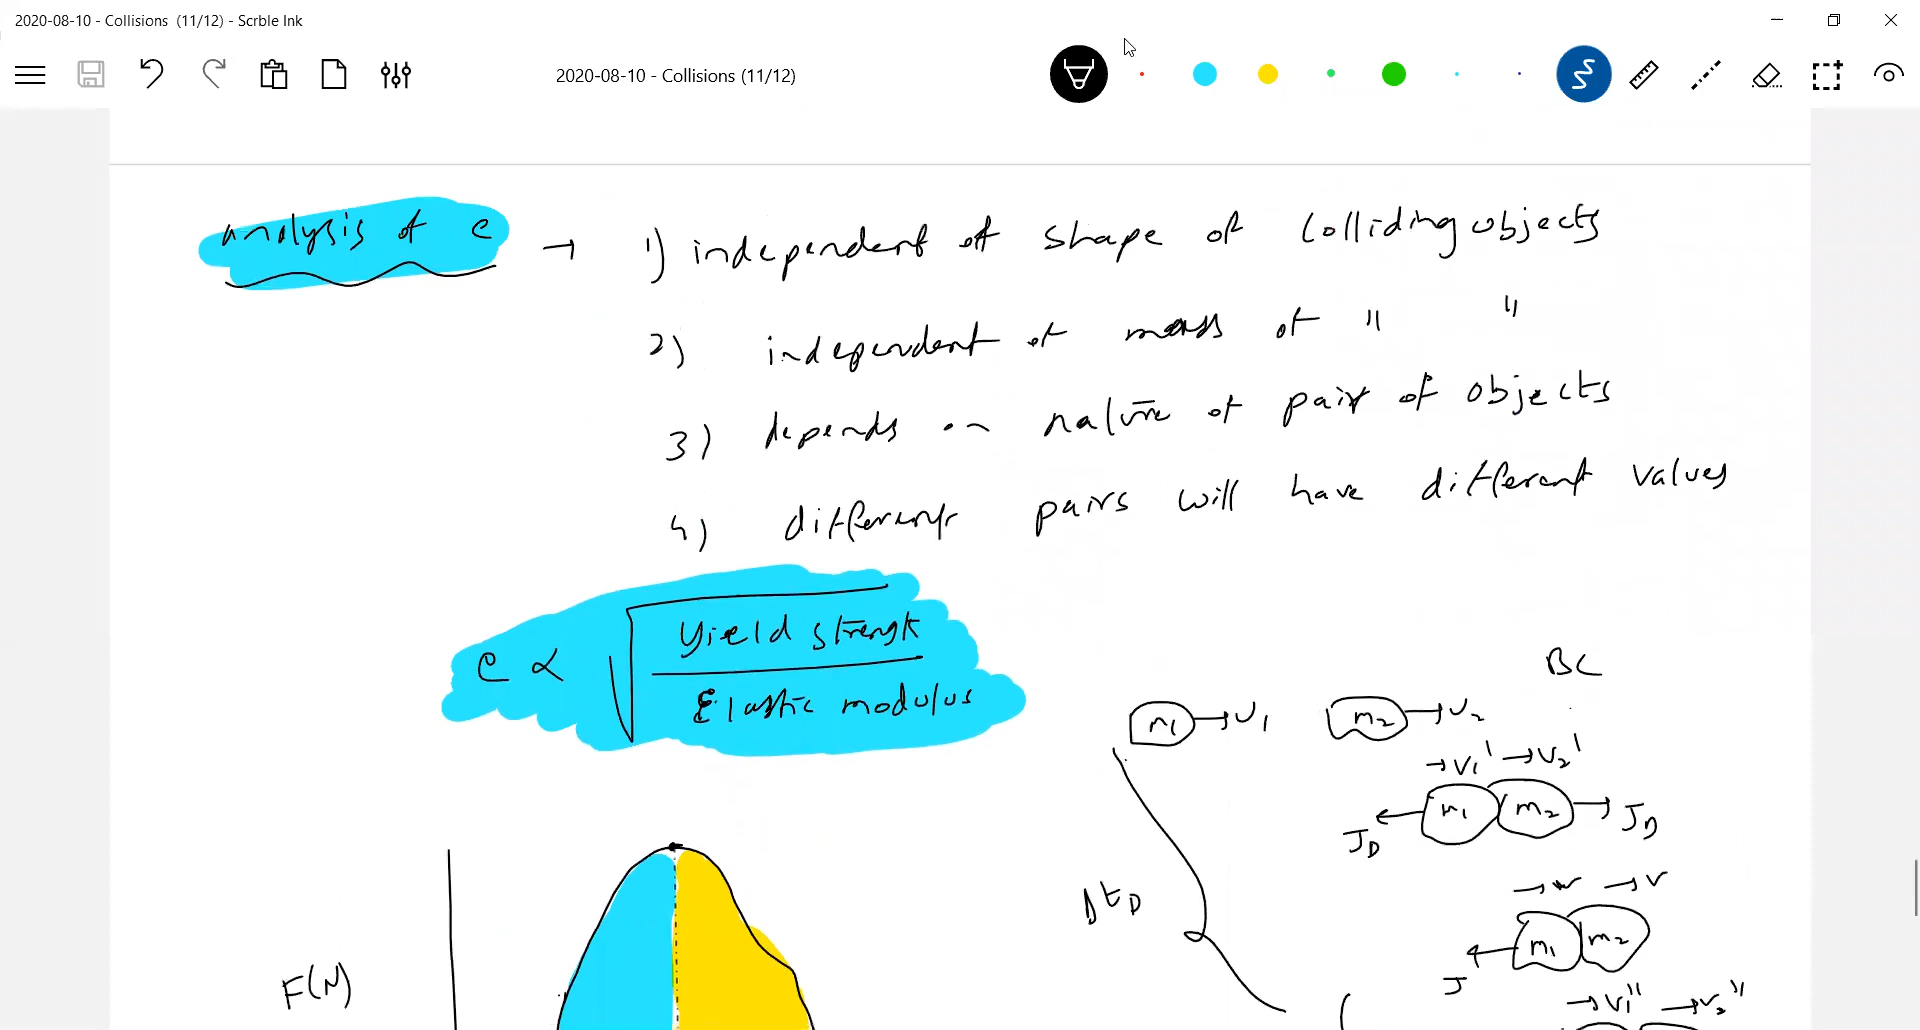 2020-08-10 - Collisions (11/12) - Scrble Ink
2020-08-10 - Collisions (11/12)
analysis of e → 1) independent of shape of colliding objects
2) independent of mass of " "
3) depends on nature of pair of objects
4) different pairs will have different values
e ∝ √
Yield strength
Elastic modulus
BC
m1 → U1 m2 → U2
→ V1' → V2'
JD ← m1 m2 → JD
ΔtD
→ v → v
J ← m1 m2
F(N)
→ V1'' → V2''